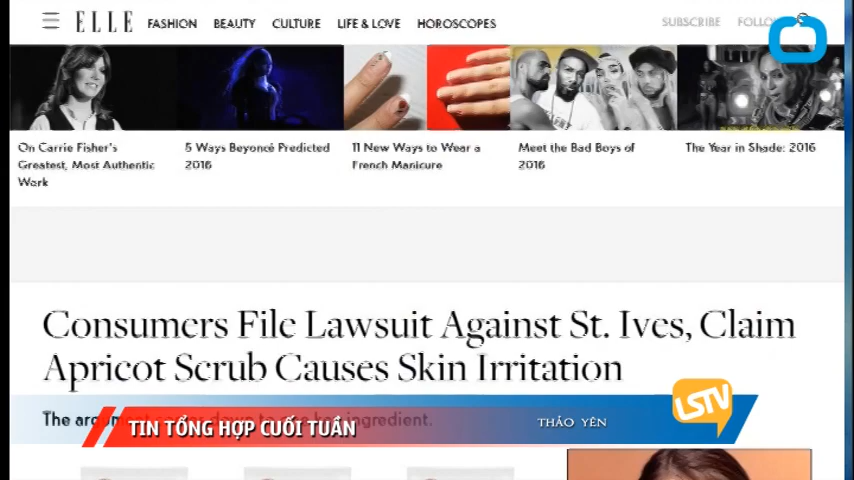 ELLE FASHION BEAUTY CULTURE LIFE & LOVE HOROSCOPES SUBSCRIBE
On Carrie Fisher's
Greatest, Most Authentic
Work
5 Ways Beyoncé Predicted
2016
11 New Ways to Wear a
French Manicure
Meet the Bad Boys of
2016
The Year in Shade: 2016
Consumers File Lawsuit Against St. Ives, Claim
Apricot Scrub Causes Skin Irritation
The ingredient.
TIN TỔNG HỢP CUỐI TUẦN
THẢO YÊN
LSTV